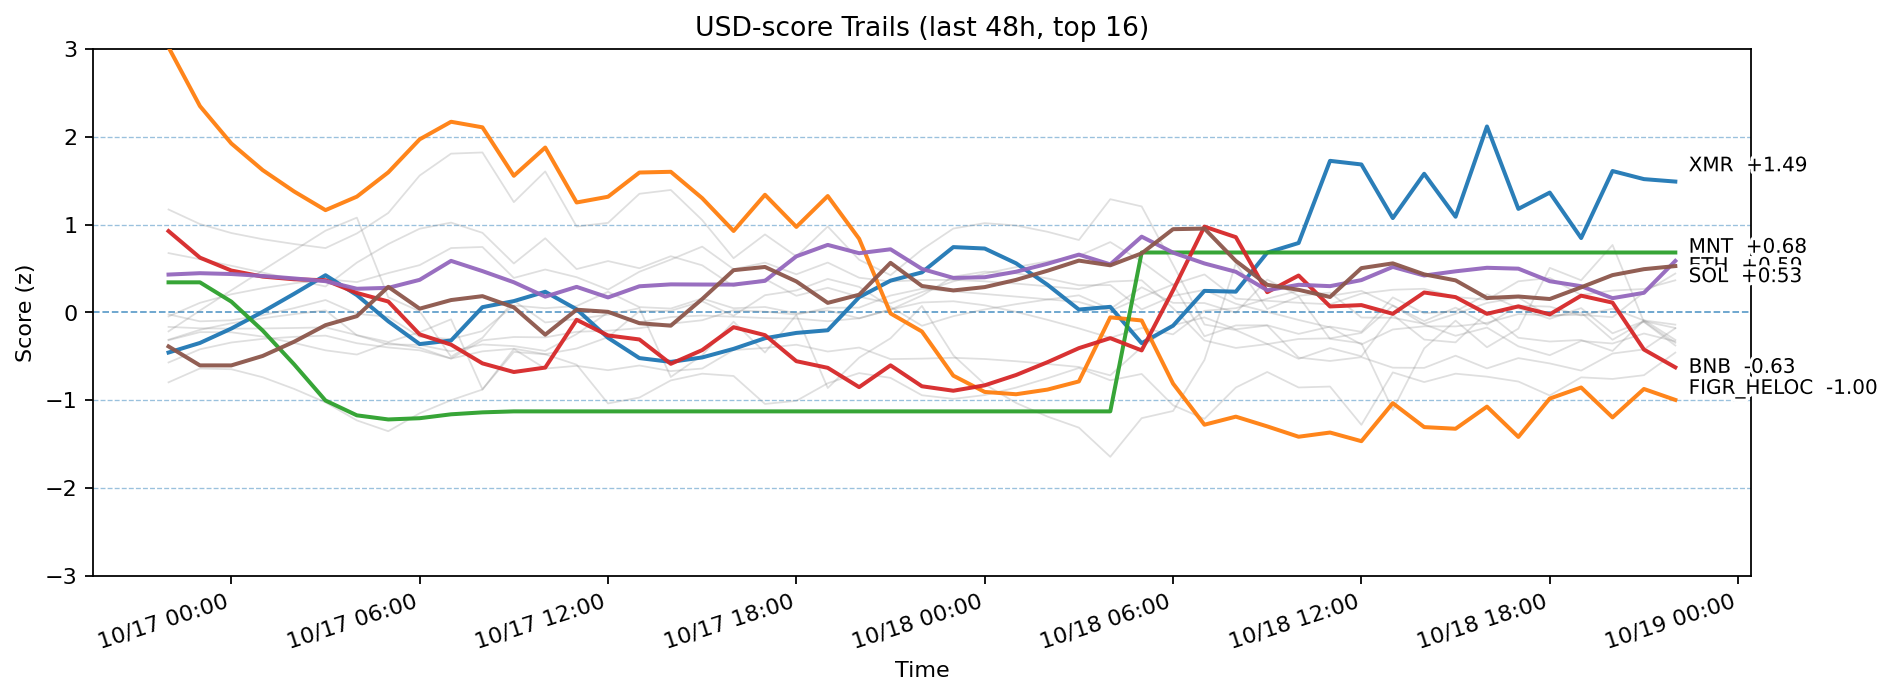 USD-score Trails (last 48h, top 16)
Score (z)
3
2
1
0
−1
−2
−3
XMR +1.49
MNT +0.68
ETH +0.59
SOL +0.53
BNB -0.63
FIGR_HELOC -1.00
10/17 00:00
10/17 06:00
10/17 12:00
10/17 18:00
10/18 00:00
10/18 06:00
10/18 12:00
10/18 18:00
10/19 00:00
Time